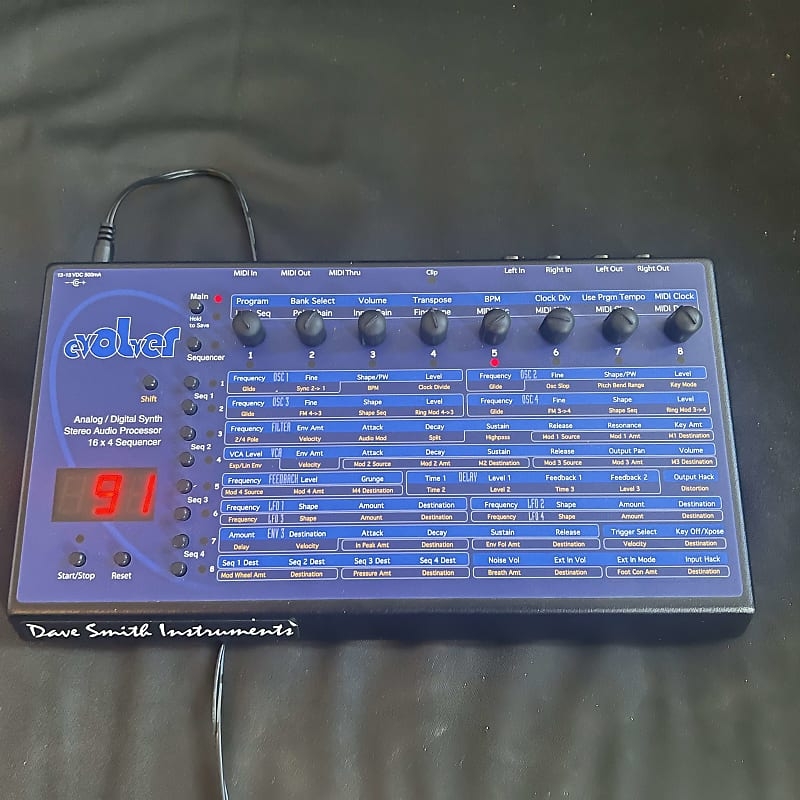 13-15 VDC 500mA
MIDI In MIDI Out MIDI Thru Clip Left In Right In Left Out Right Out
evolver
Main
Hold to Save
Sequencer
Program Bank Select Volume Transpose BPM Clock Div Use Prgm Tempo MIDI Clock
1 2 3 4 5 6 7 8
Shift
Analog / Digital Synth
Stereo Audio Processor
16 x 4 Sequencer
91
Start/Stop Reset
Seq 1
Seq 2
Seq 3
Seq 4
1 Frequency OSC 1 Fine Shape/PW Level Frequency OSC 2 Fine Shape/PW Level
Glide Sync 2->1 BPM Clock Divide Glide Osc Slop Pitch Bend Range Key Mode
2 Frequency OSC 3 Fine Shape Level Frequency OSC 4 Fine Shape Level
Glide FM 4->3 Shape Seq Ring Mod 4->3 Glide FM 3->4 Shape Seq Ring Mod 3->4
3 Frequency FILTER Env Amt Attack Decay Sustain Release Resonance Key Amt
2/4 Pole Velocity Audio Mod Split Highpass Mod 1 Source Mod 1 Amt M1 Destination
4 VCA Level VCA Env Amt Attack Decay Sustain Release Output Pan Volume
Exp/Lin Env Velocity Mod 2 Source Mod 2 Amt M2 Destination Mod 3 Source Mod 3 Amt M3 Destination
5 Frequency FEEDBACK Level Grunge Time 1 DELAY Level 1 Feedback 1 Feedback 2 Output Hack
Mod 4 Source Mod 4 Amt M4 Destination Time 2 Level 2 Time 3 Level 3 Distortion
6 Frequency LFO 1 Shape Amount Destination Frequency LFO 2 Shape Amount Destination
Frequency LFO 3 Shape Amount Destination Frequency LFO 4 Shape Amount Destination
7 Amount ENV 3 Destination Attack Decay Sustain Release Trigger Select Key Off/Xpose
Delay Velocity In Peak Amt Destination Env Fol Amt Destination Velocity Destination
8 Seq 1 Dest Seq 2 Dest Seq 3 Dest Seq 4 Dest Noise Vol Ext In Vol Ext In Mode Input Hack
Mod Wheel Amt Destination Pressure Amt Destination Breath Amt Destination Foot Con Amt Destination
Dave Smith Instruments